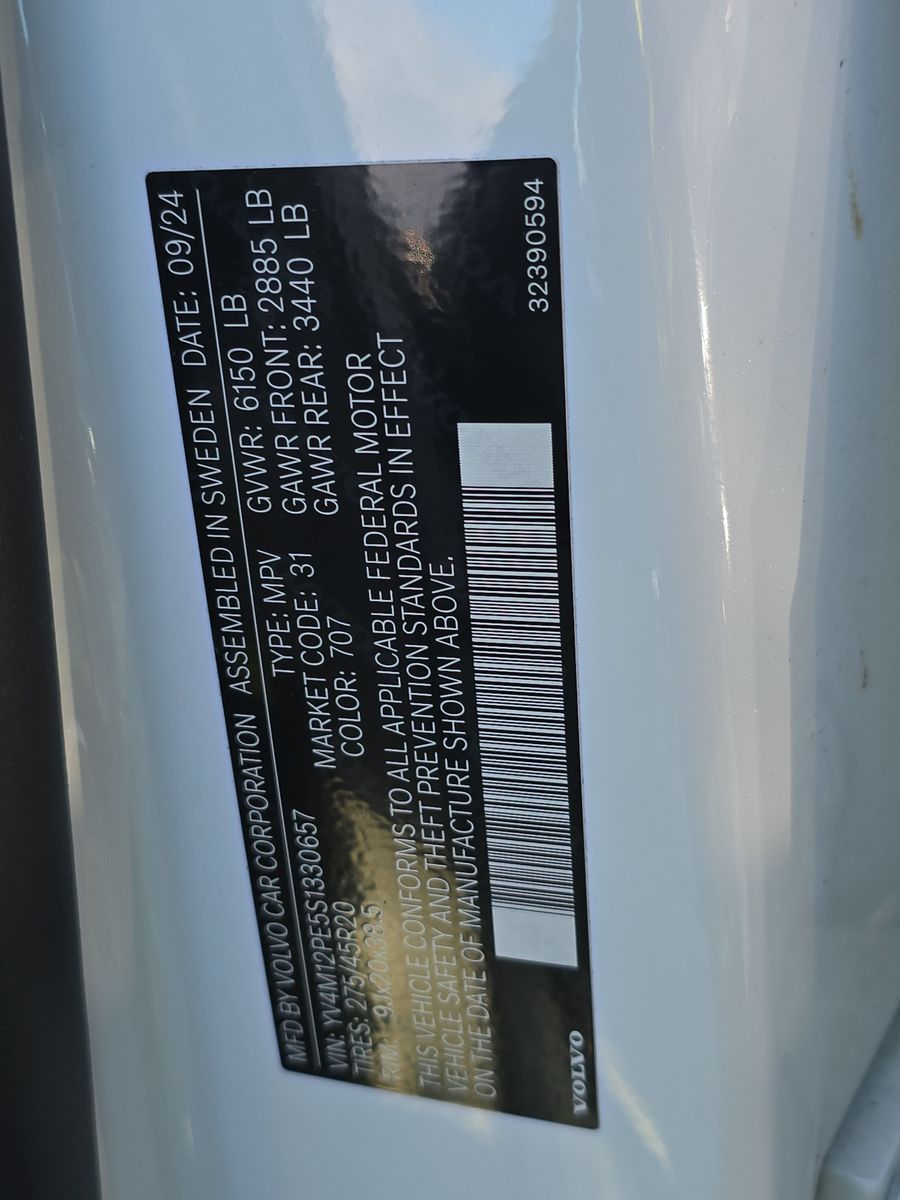 MFD BY VOLVO CAR CORPORATION ASSEMBLED IN SWEDEN DATE: 09/24
VIN: YV4M12PE5S1330657 TYPE: MPV GVWR: 6150 LB
TIRES: 275/45R20 MARKET CODE: 31 GAWR FRONT: 2885 LB
RIM: 9JX20x38.5 COLOR: 707 GAWR REAR: 3440 LB
THIS VEHICLE CONFORMS TO ALL APPLICABLE FEDERAL MOTOR
VEHICLE SAFETY AND THEFT PREVENTION STANDARDS IN EFFECT
ON THE DATE OF MANUFACTURE SHOWN ABOVE.
VOLVO 32390594